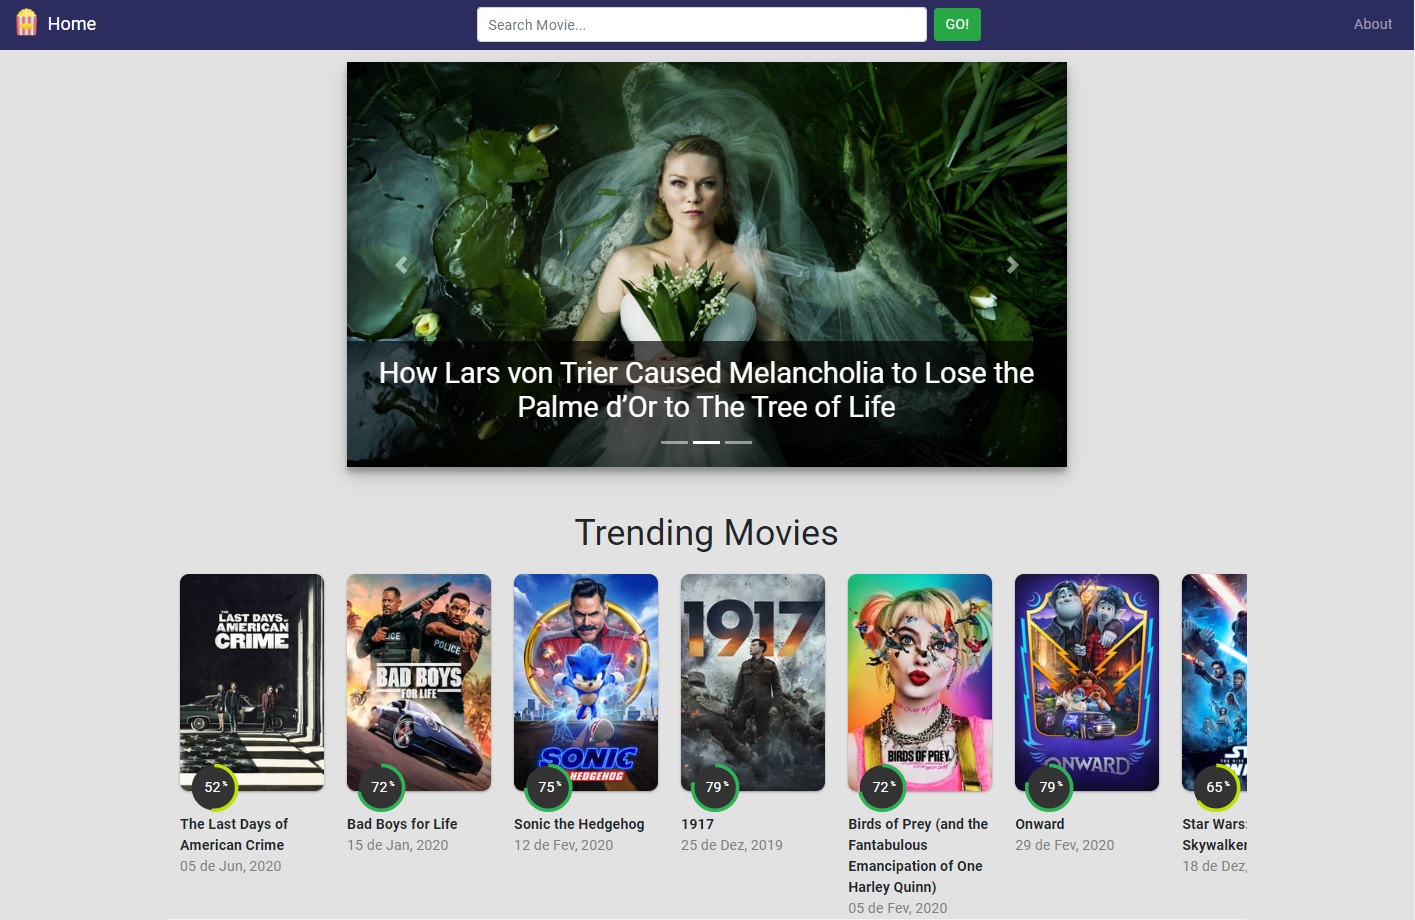 Home
Search Movie...
GO!
About
How Lars von Trier Caused Melancholia to Lose the
Palme d’Or to The Tree of Life
Trending Movies
THE
LAST DAYS OF
AMERICAN
CRIME
POLICE
BAD BOYS
FOR LIFE
SONIC
HEDGEHOG
1917
BIRDS OF PREY
ONWARD
52%
72%
75%
79%
72%
79%
65%
The Last Days of
American Crime
05 de Jun, 2020
Bad Boys for Life
15 de Jan, 2020
Sonic the Hedgehog
12 de Fev, 2020
1917
25 de Dez, 2019
Birds of Prey (and the
Fantabulous
Emancipation of One
Harley Quinn)
05 de Fev, 2020
Onward
29 de Fev, 2020
Star Wars:
Skywalker
18 de Dez,